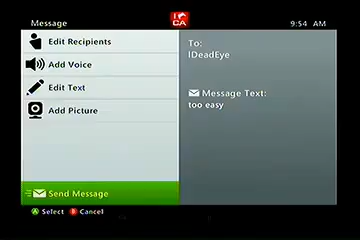 Message
CA
9:54 AM
Edit Recipients
Add Voice
Edit Text
Add Picture
Send Message
To:
IDeadEye
Message Text:
too easy
A Select B Cancel